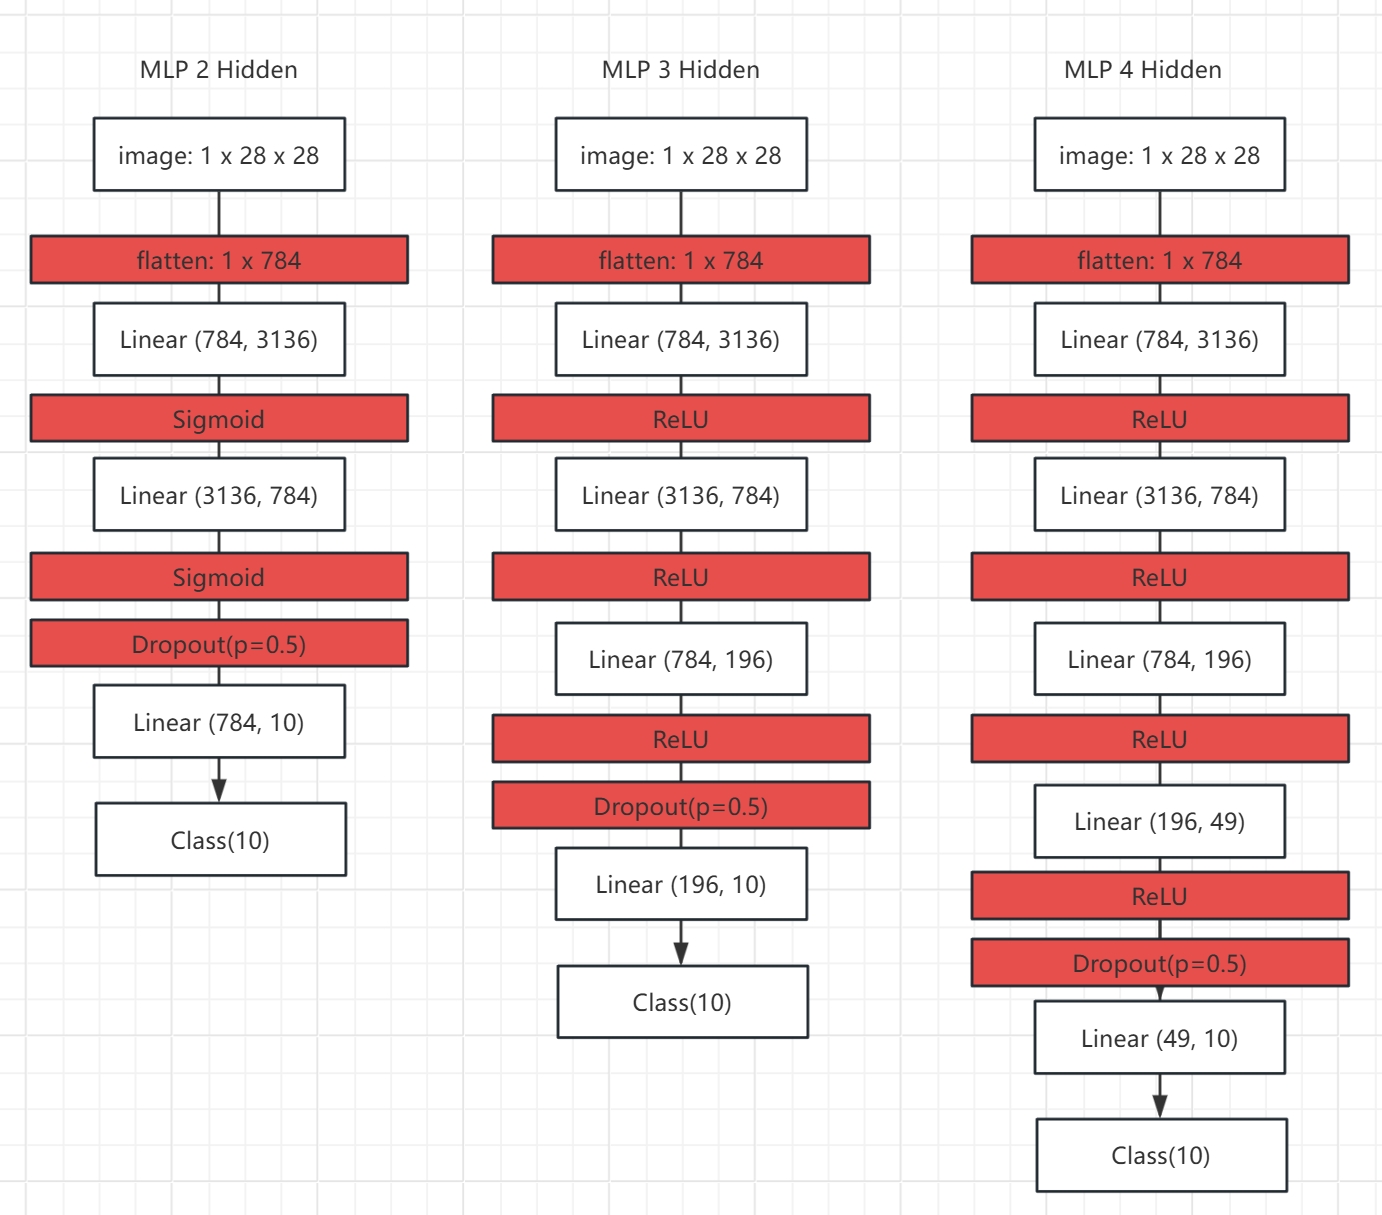 MLP 2 Hidden
image: 1 x 28 x 28
flatten: 1 x 784
Linear (784, 3136)
Sigmoid
Linear (3136, 784)
Sigmoid
Dropout(p=0.5)
Linear (784, 10)
Class(10)
MLP 3 Hidden
image: 1 x 28 x 28
flatten: 1 x 784
Linear (784, 3136)
ReLU
Linear (3136, 784)
ReLU
Linear (784, 196)
ReLU
Dropout(p=0.5)
Linear (196, 10)
Class(10)
MLP 4 Hidden
image: 1 x 28 x 28
flatten: 1 x 784
Linear (784, 3136)
ReLU
Linear (3136, 784)
ReLU
Linear (784, 196)
ReLU
Linear (196, 49)
ReLU
Dropout(p=0.5)
Linear (49, 10)
Class(10)